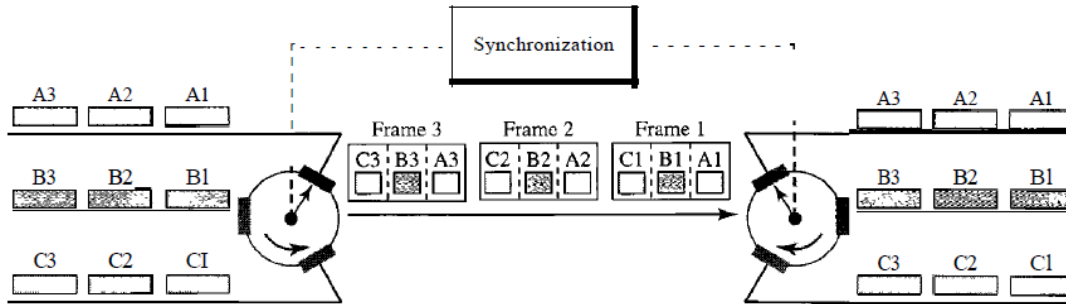 Synchronization
A3 A2 A1
A3 A2 A1
Frame 3 Frame 2 Frame 1
C3 B3 A3 C2 B2 A2 C1 B1 A1
B3 B2 B1
B3 B2 B1
C3 C2 CI
C3 C2 C1